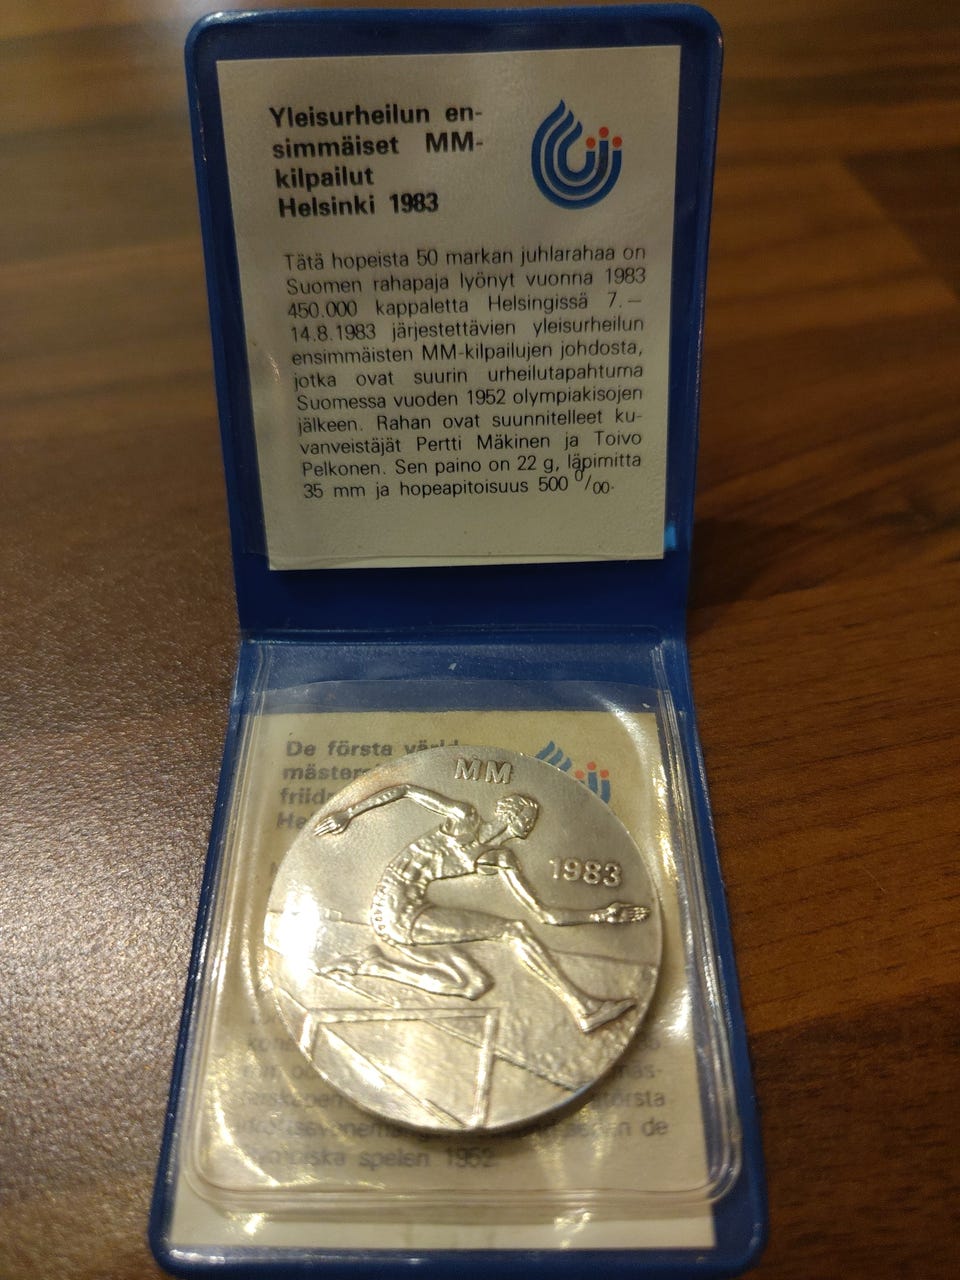 Yleisurheilun en-
simmäiset MM-
kilpailut
Helsinki 1983
Tätä hopeista 50 markan juhlarahaa on
Suomen rahapaja lyönyt vuonna 1983
450.000 kappaletta Helsingissä 7.–
14.8.1983 järjestettävien yleisurheilun
ensimmäisten MM-kilpailujen johdosta,
jotka ovat suurin urheilutapahtuma
Suomessa vuoden 1952 olympiakisojen
jälkeen. Rahan ovat suunnitelleet ku-
vanveistäjät Pertti Mäkinen ja Toivo
Pelkonen. Sen paino on 22 g, läpimitta
35 mm ja hopeapitoisuus 500 0/00.
De första
MM
1983
en de
spelen 1952.